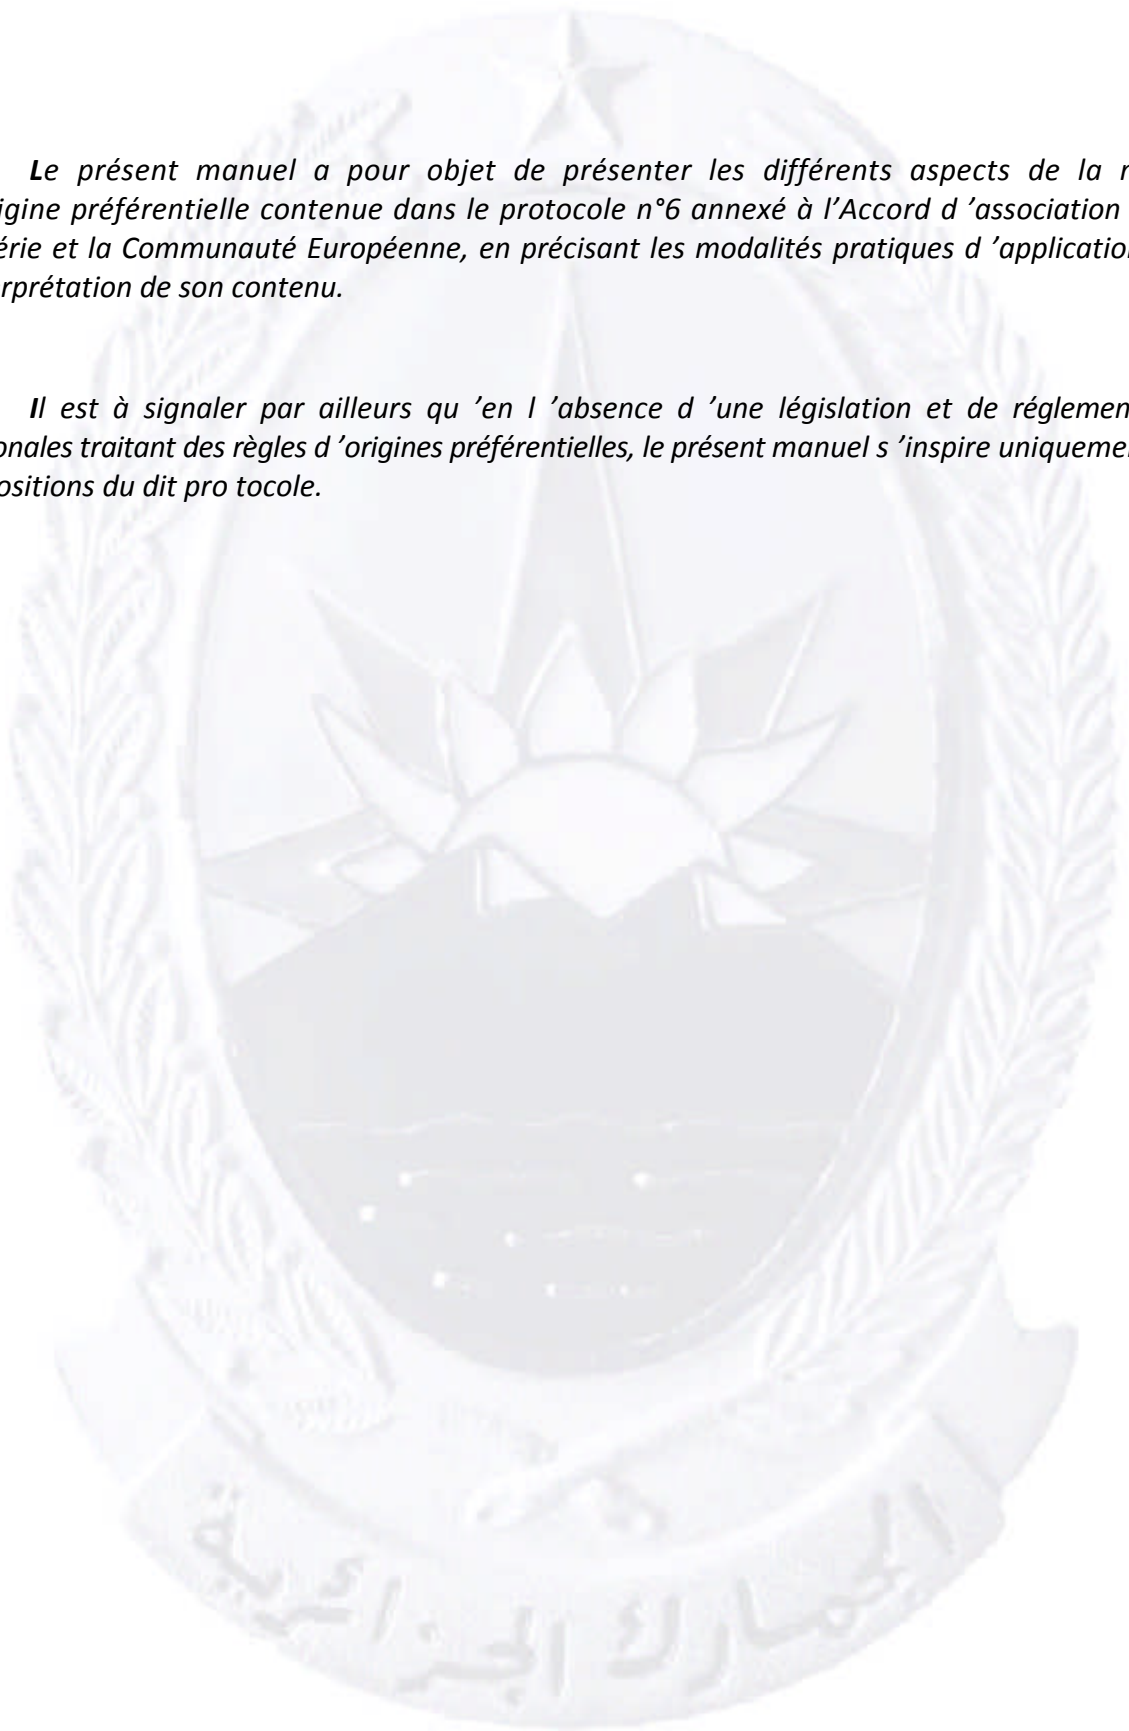 Le présent manuel a pour objet de présenter les différents aspects de la
igine préférentielle contenue dans le protocole n°6 annexé à l’Accord d ’association
érie et la Communauté Européenne, en précisant les modalités pratiques d ’application
rprétation de son contenu.
Il est à signaler par ailleurs qu ’en l ’absence d ’une législation et de réglemen
onales traitant des règles d ’origines préférentielles, le présent manuel s ’inspire uniqueme
ositions du dit pro tocole.
الجمارك الجزائرية